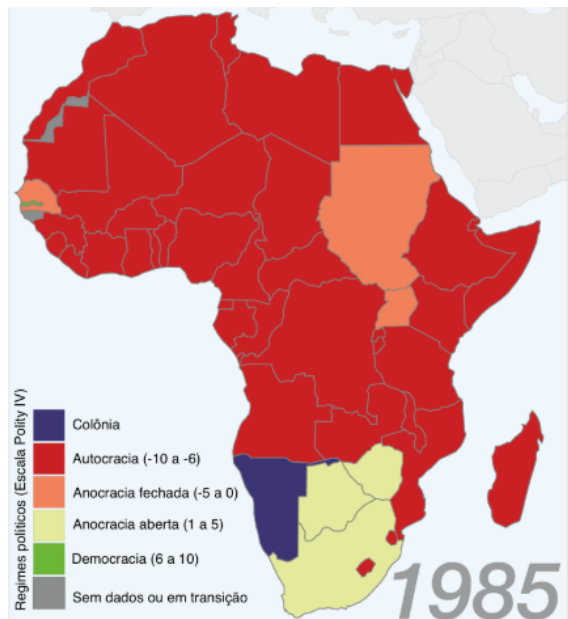 Regimes políticos (Escala Polity IV)
Colônia
Autocracia (-10 a -6)
Anocracia fechada (-5 a 0)
Anocracia aberta (1 a 5)
Democracia (6 a 10)
Sem dados ou em transição
1985